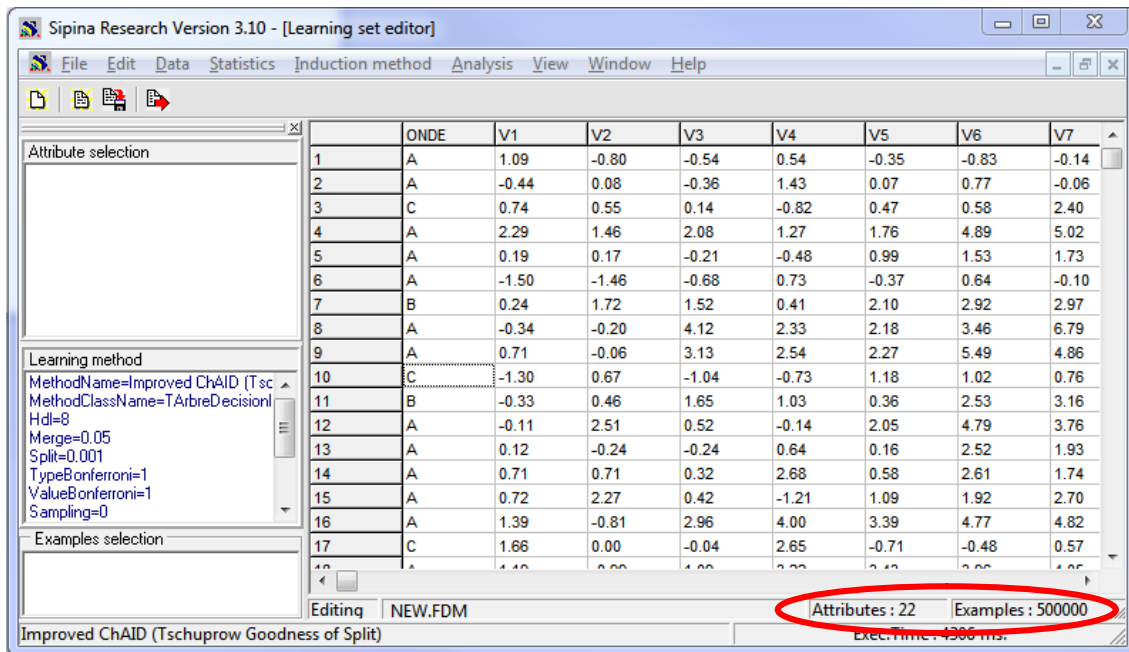 Sipina Research Version 3.10 - [Learning set editor]
File Edit Data Statistics Induction method Analysis View Window Help
Attribute selection
ONDE V1 V2 V3 V4 V5 V6 V7
1 A 1.09 -0.80 -0.54 0.54 -0.35 -0.83 -0.14
2 A -0.44 0.08 -0.36 1.43 0.07 0.77 -0.06
3 C 0.74 0.55 0.14 -0.82 0.47 0.58 2.40
4 A 2.29 1.46 2.08 1.27 1.76 4.89 5.02
5 A 0.19 0.17 -0.21 -0.48 0.99 1.53 1.73
6 A -1.50 -1.46 -0.68 0.73 -0.37 0.64 -0.10
7 B 0.24 1.72 1.52 0.41 2.10 2.92 2.97
8 A -0.34 -0.20 4.12 2.33 2.18 3.46 6.79
9 A 0.71 -0.06 3.13 2.54 2.27 5.49 4.86
10 C -1.30 0.67 -1.04 -0.73 1.18 1.02 0.76
11 B -0.33 0.46 1.65 1.03 0.36 2.53 3.16
12 A -0.11 2.51 0.52 -0.14 2.05 4.79 3.76
13 A 0.12 -0.24 -0.24 0.64 0.16 2.52 1.93
14 A 0.71 0.71 0.32 2.68 0.58 2.61 1.74
15 A 0.72 2.27 0.42 -1.21 1.09 1.92 2.70
16 A 1.39 -0.81 2.96 4.00 3.39 4.77 4.82
17 C 1.66 0.00 -0.04 2.65 -0.71 -0.48 0.57
Learning method
MethodName=Improved ChAID (Tsc
MethodClassName=TArbreDecisionI
Hdl=8
Merge=0.05
Split=0.001
TypeBonferroni=1
ValueBonferroni=1
Sampling=0
Examples selection
Editing NEW.FDM Attributes : 22 Examples : 500000
Improved ChAID (Tschuprow Goodness of Split) Exec.Time : 4306 ms.